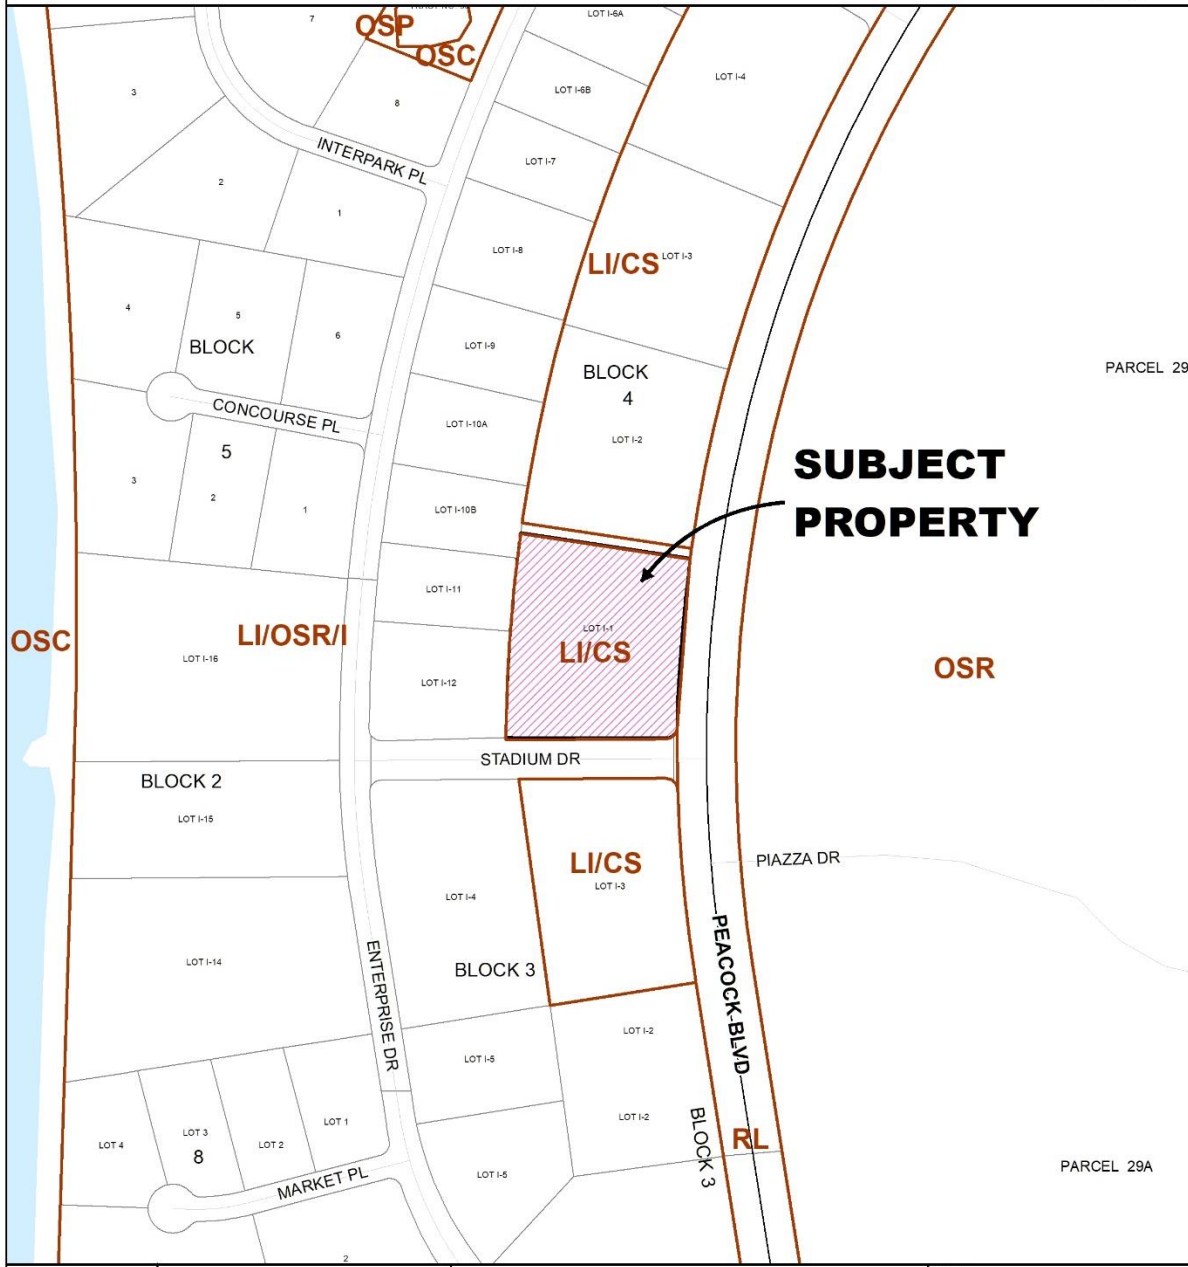 7
OSP
OSC
LOT I-6A
LOT I-4
3
8
LOT I-6B
INTERPARK PL
LOT I-7
2
1
LOT I-8
LI/CS
LOT I-3
4
5
6
BLOCK
LOT I-9
BLOCK
4
PARCEL 29
CONCOURSE PL
LOT I-10A
LOT I-2
5
3
2
1
LOT I-10B
SUBJECT
PROPERTY
LOT I-11
LOT I-1
LI/CS
OSC
LI/OSR/I
LOT I-16
LOT I-12
OSR
STADIUM DR
BLOCK 2
LOT I-15
LI/CS
LOT I-3
PIAZZA DR
LOT I-4
BLOCK 3
LOT I-14
ENTERPRISE DR
PEACOCK BLVD
LOT I-2
LOT I-5
LOT I-2
BLOCK 3
RL
LOT 4
LOT 3
8
LOT 2
LOT 1
LOT I-5
MARKET PL
PARCEL 29A
2